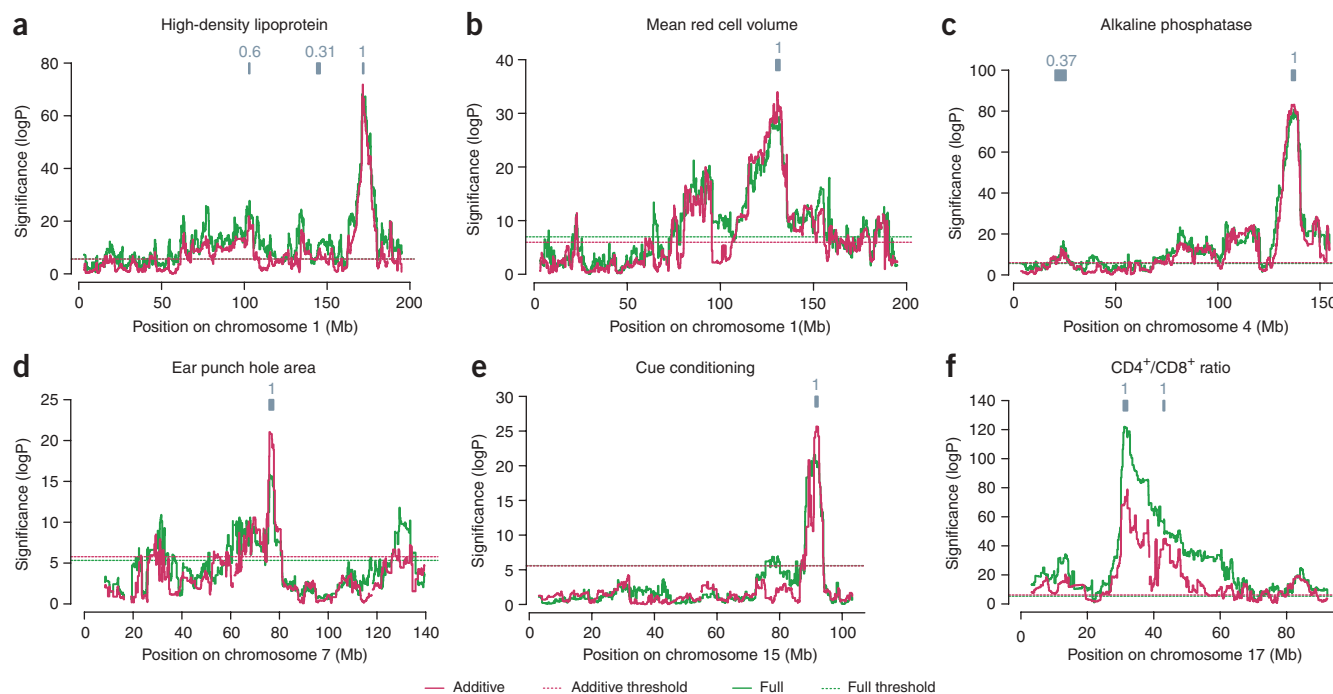 a High-density lipoprotein
0.6 0.31 1
80
60
40
20
0
Significance (logP)
0 50 100 150 200
Position on chromosome 1 (Mb)
b Mean red cell volume
1
40
30
20
10
0
Significance (logP)
0 50 100 150 200
Position on chromosome 1(Mb)
c Alkaline phosphatase
0.37 1
100
80
60
40
20
0
Significance (logP)
0 50 100 150
Position on chromosome 4 (Mb)
d Ear punch hole area
1
25
20
15
10
5
0
Significance (logP)
0 20 40 60 80 100 120 140
Position on chromosome 7 (Mb)
e Cue conditioning
1
30
25
20
15
10
5
0
Significance (logP)
0 20 40 60 80 100
Position on chromosome 15 (Mb)
f CD4⁺/CD8⁺ ratio
1 1
140
120
100
80
60
40
20
0
Significance (logP)
0 20 40 60 80
Position on chromosome 17 (Mb)
Additive Additive threshold Full Full threshold